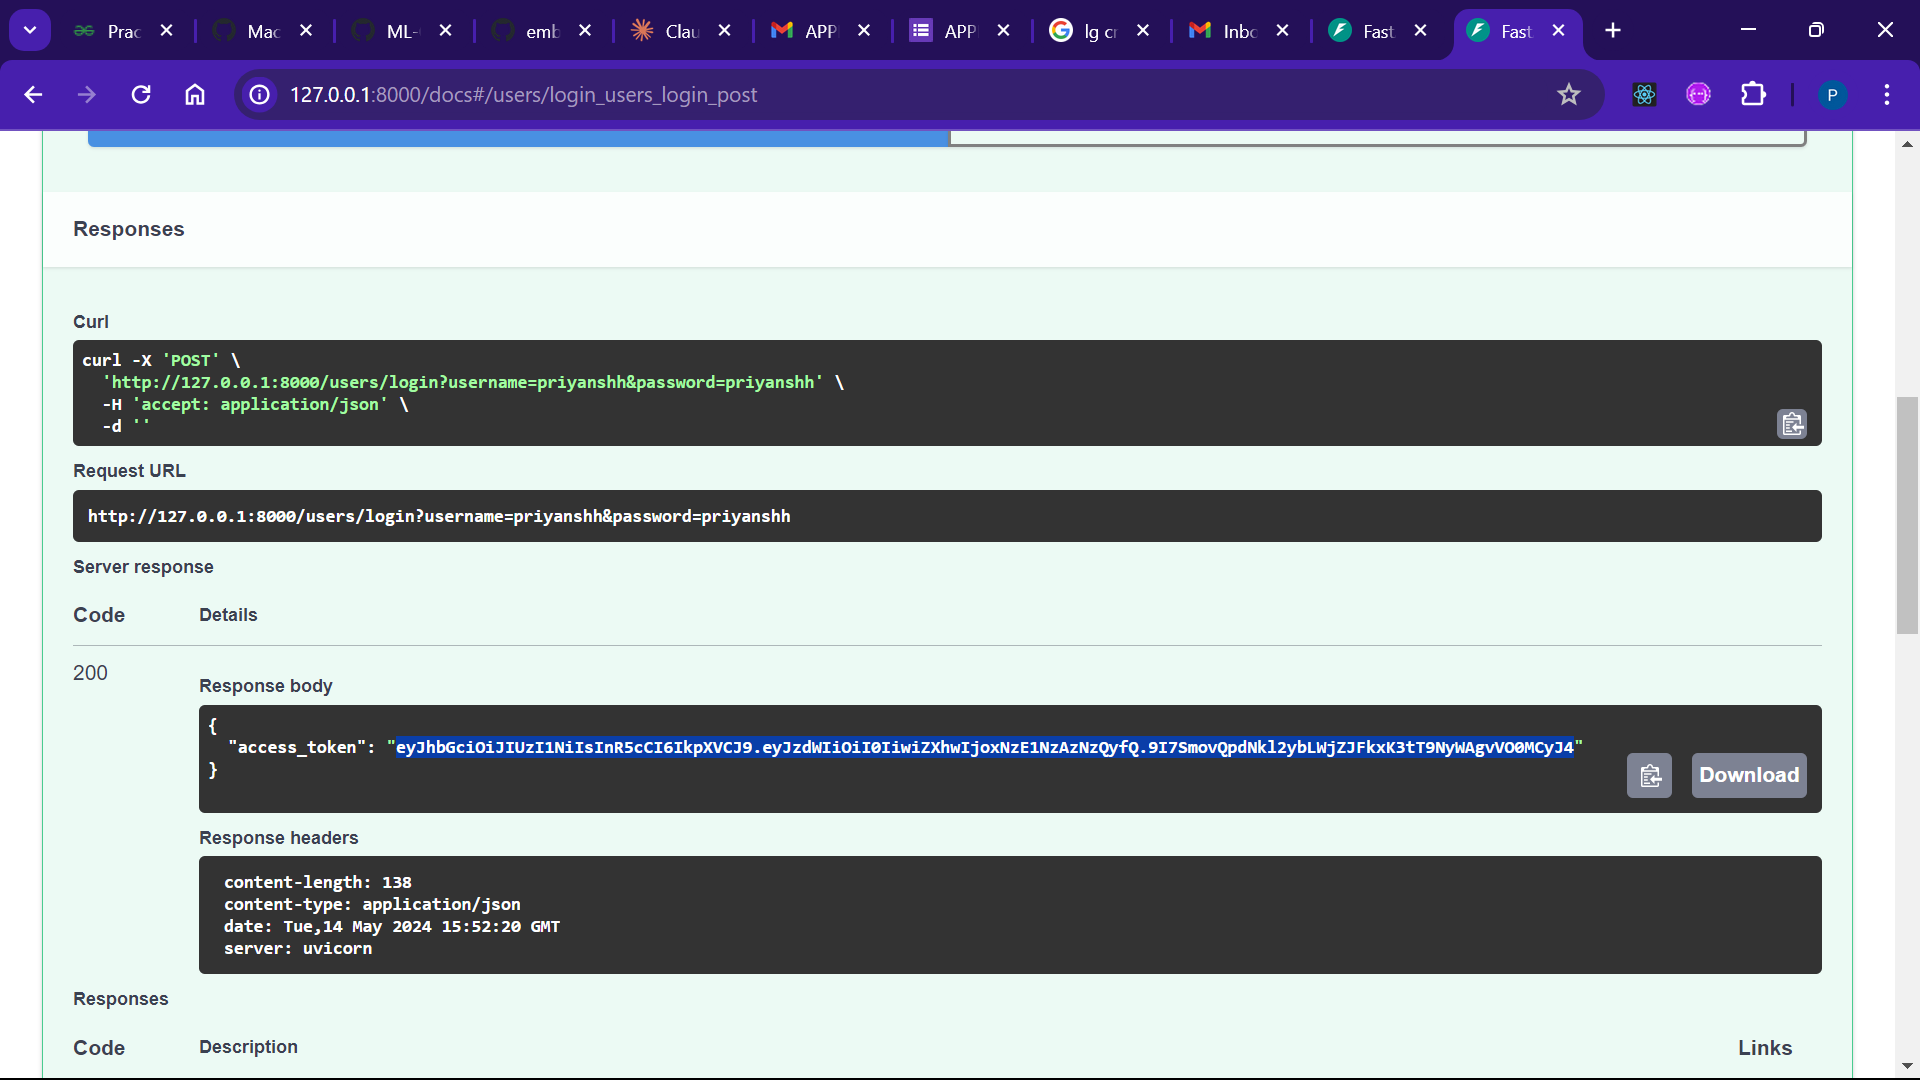 Prac
Mac
ML-
emb
Clau
APP
APP
lg cr
Inbo
Fast
Fast
127.0.0.1:8000/docs#/users/login_users_login_post
P
Responses
Curl
curl -X 'POST' \
'http://127.0.0.1:8000/users/login?username=priyanshh&password=priyanshh' \
-H 'accept: application/json' \
-d ''
Request URL
http://127.0.0.1:8000/users/login?username=priyanshh&password=priyanshh
Server response
Code Details
200
Response body
{
"access_token": "eyJhbGciOiJIUzI1NiIsInR5cCI6IkpXVCJ9.eyJzdWIiOiI0IiwiZXhwIjoxNzE1NzAzNzQyfQ.9I7SmovQpdNkl2ybLWjZJFkxK3tT9NyWAgvVO0MCyJ4"
}
Download
Response headers
content-length: 138
content-type: application/json
date: Tue,14 May 2024 15:52:20 GMT
server: uvicorn
Responses
Code Description Links